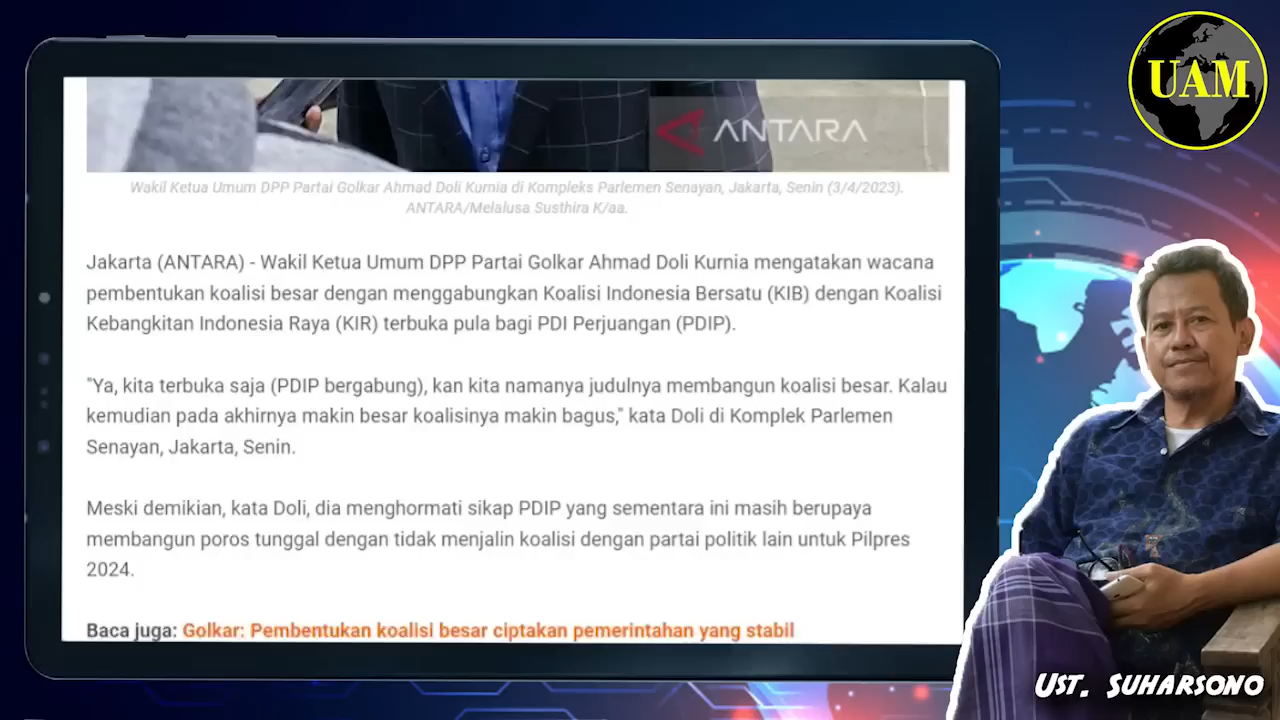 UAM
ANTARA
Wakil Ketua Umum DPP Partai Golkar Ahmad Doli Kurnia di Kompleks Parlemen Senayan, Jakarta, Senin (3/4/2023).
ANTARA/Melalusa Susthira K/aa.
Jakarta (ANTARA) - Wakil Ketua Umum DPP Partai Golkar Ahmad Doli Kurnia mengatakan wacana
pembentukan koalisi besar dengan menggabungkan Koalisi Indonesia Bersatu (KIB) dengan Koalisi
Kebangkitan Indonesia Raya (KIR) terbuka pula bagi PDI Perjuangan (PDIP).
"Ya, kita terbuka saja (PDIP bergabung), kan kita namanya judulnya membangun koalisi besar. Kalau
kemudian pada akhirnya makin besar koalisinya makin bagus," kata Doli di Komplek Parlemen
Senayan, Jakarta, Senin.
Meski demikian, kata Doli, dia menghormati sikap PDIP yang sementara ini masih berupaya
membangun poros tunggal dengan tidak menjalin koalisi dengan partai politik lain untuk Pilpres
2024.
Baca juga: Golkar: Pembentukan koalisi besar ciptakan pemerintahan yang stabil
UST. SUHARSONO